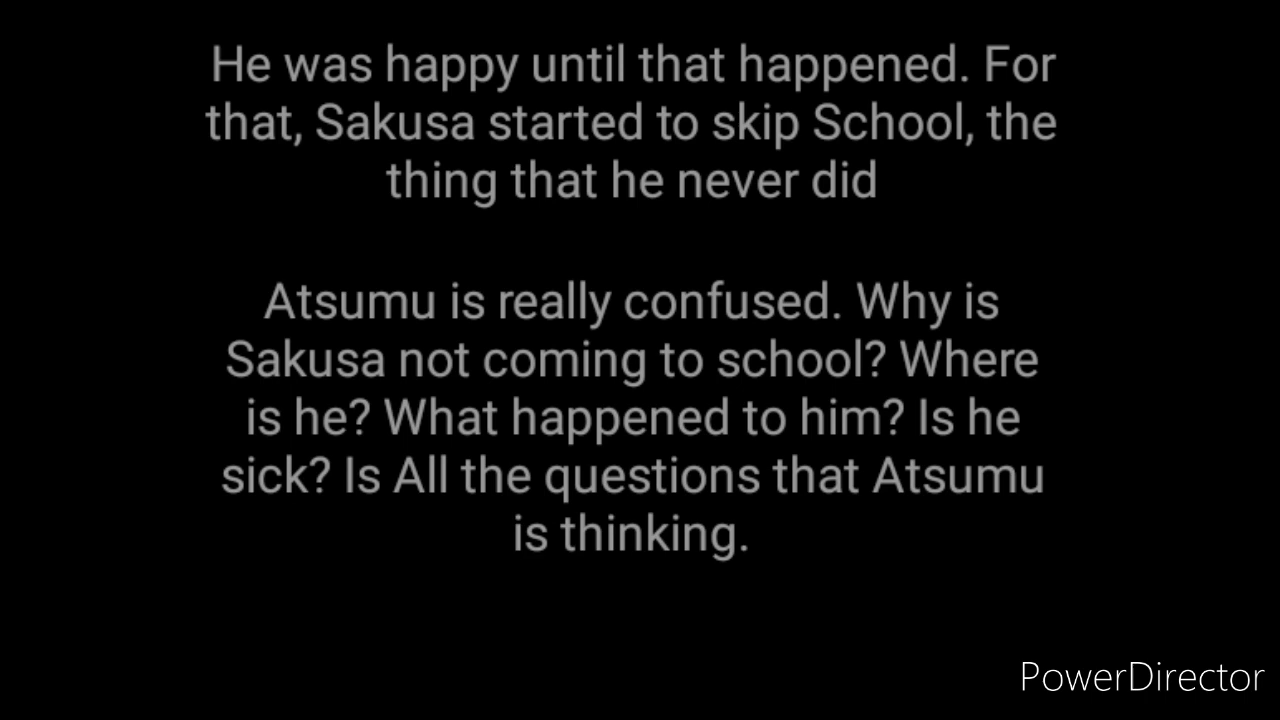 He was happy until that happened. For
that, Sakusa started to skip School, the
thing that he never did
Atsumu is really confused. Why is
Sakusa not coming to school? Where
is he? What happened to him? Is he
sick? Is All the questions that Atsumu
is thinking.
PowerDirector